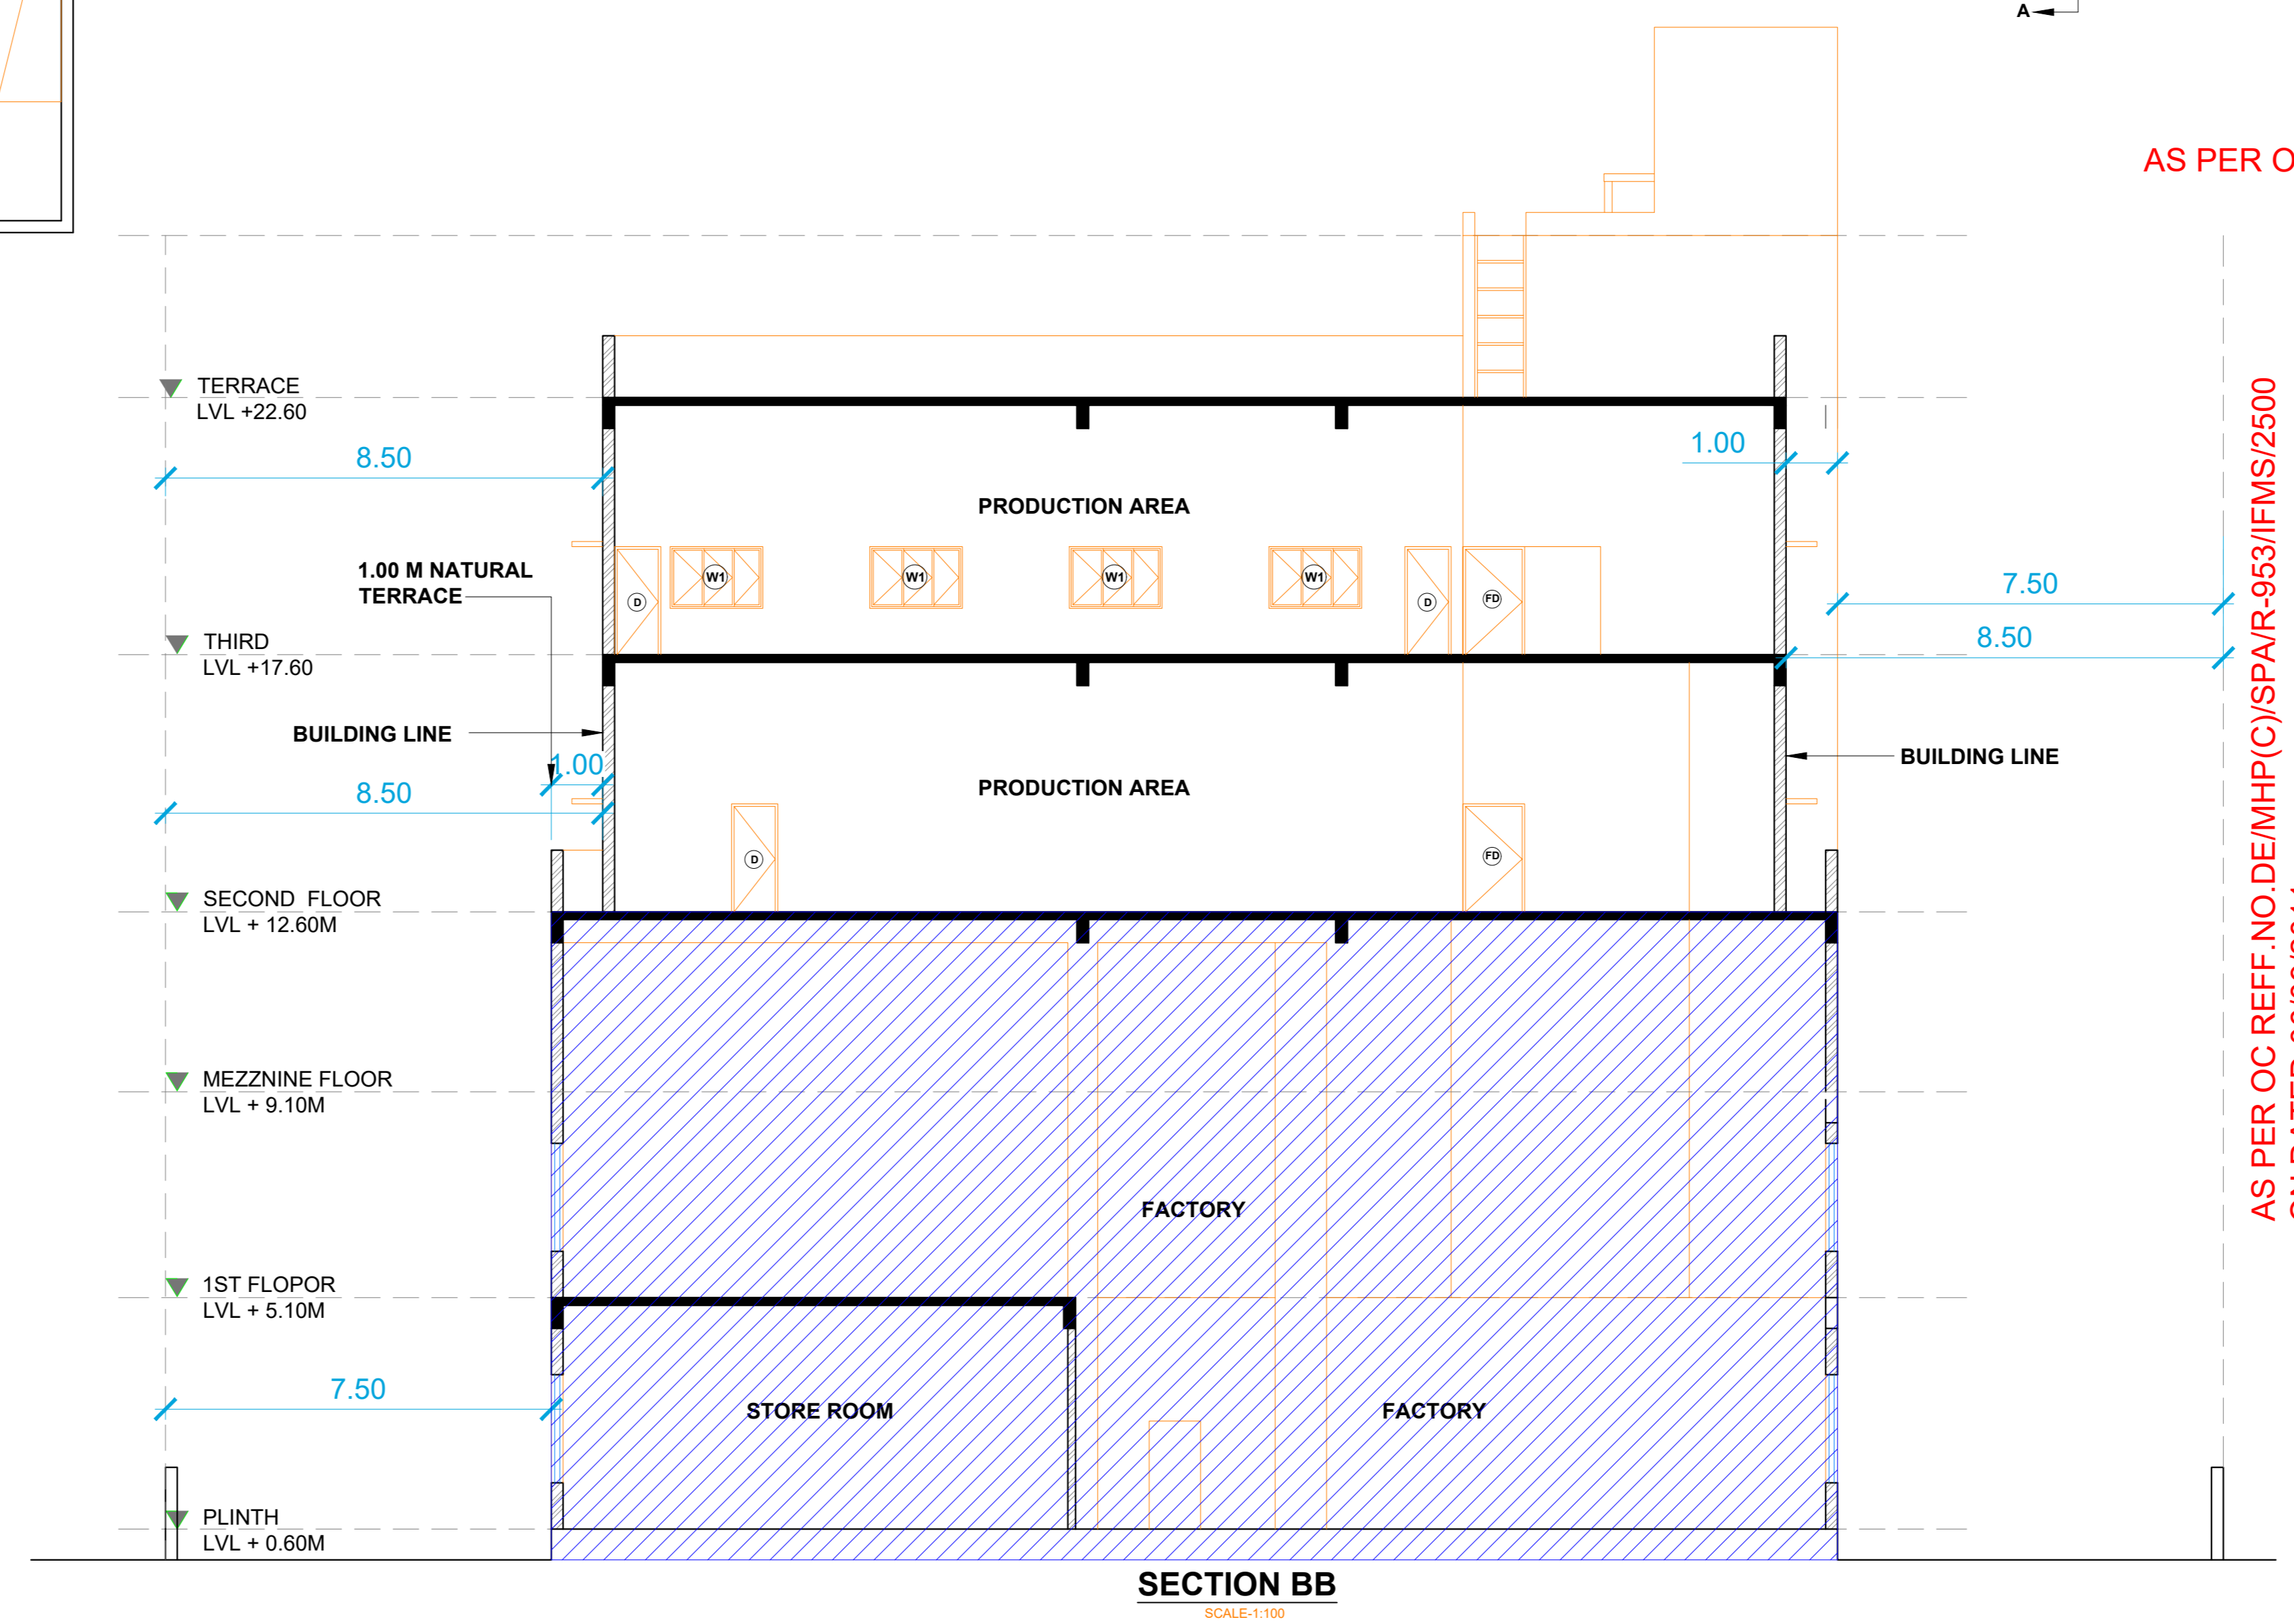 A
AS PER O
TERRACE
LVL +22.60
8.50
1.00
PRODUCTION AREA
1.00 M NATURAL
TERRACE
W1
W1
W1
W1
D
D
FD
7.50
THIRD
LVL +17.60
8.50
BUILDING LINE
BUILDING LINE
1.00
8.50
PRODUCTION AREA
D
FD
SECOND FLOOR
LVL + 12.60M
MEZZNINE FLOOR
LVL + 9.10M
FACTORY
1ST FLOPOR
LVL + 5.10M
7.50
STORE ROOM
FACTORY
PLINTH
LVL + 0.60M
SECTION BB
SCALE-1:100
AS PER OC REFF.NO.DE/MHP(C)/SPA/R-953/IFMS/2500